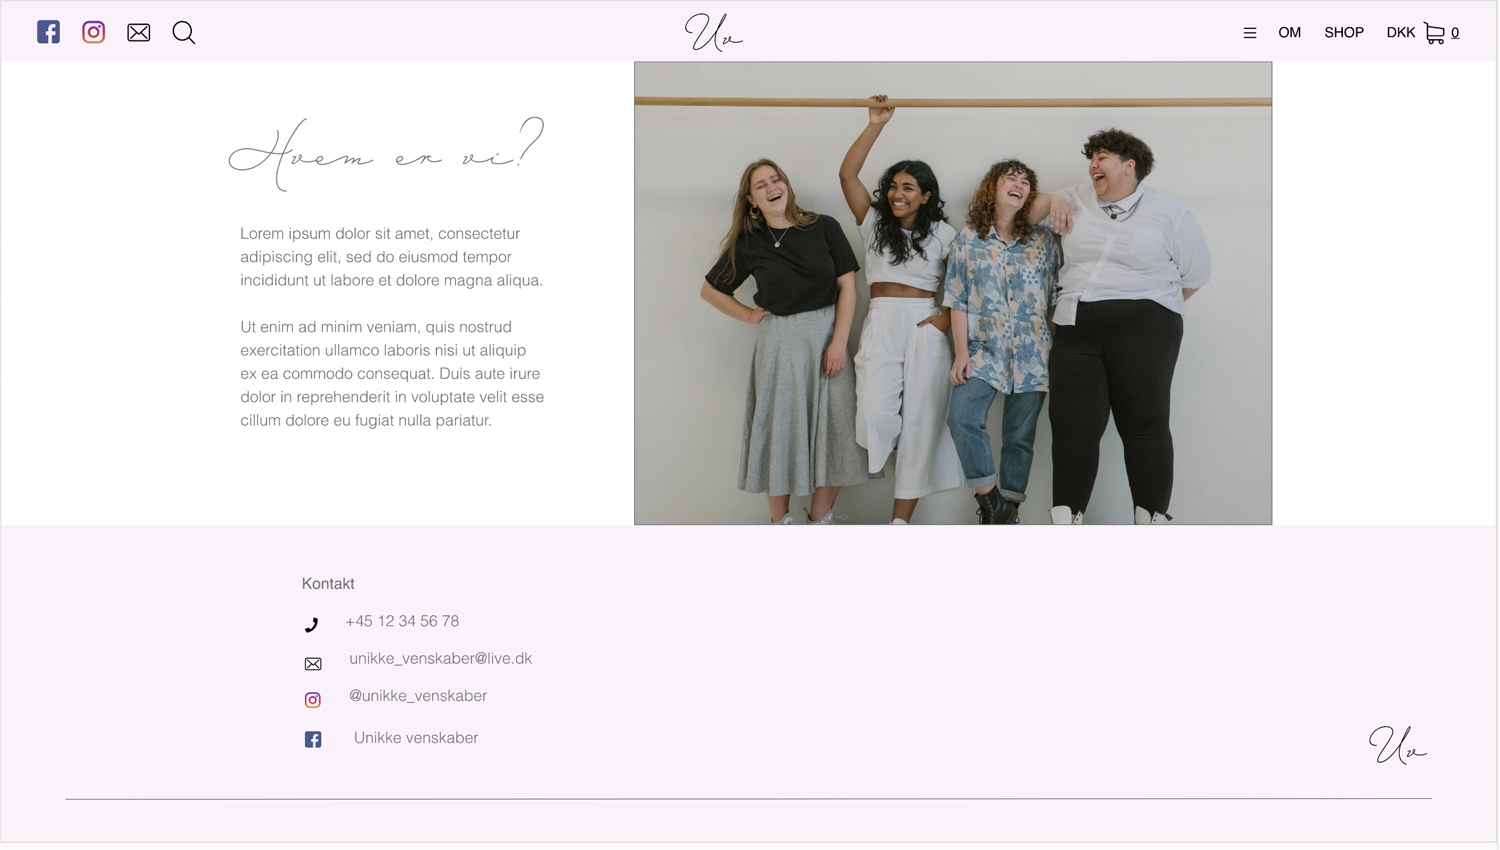 Uv
OM SHOP DKK 0
Hvem er vi?
Lorem ipsum dolor sit amet, consectetur
adipiscing elit, sed do eiusmod tempor
incididunt ut labore et dolore magna aliqua.
Ut enim ad minim veniam, quis nostrud
exercitation ullamco laboris nisi ut aliquip
ex ea commodo consequat. Duis aute irure
dolor in reprehenderit in voluptate velit esse
cillum dolore eu fugiat nulla pariatur.
Kontakt
+45 12 34 56 78
unikke_venskaber@live.dk
@unikke_venskaber
Unikke venskaber
Uv